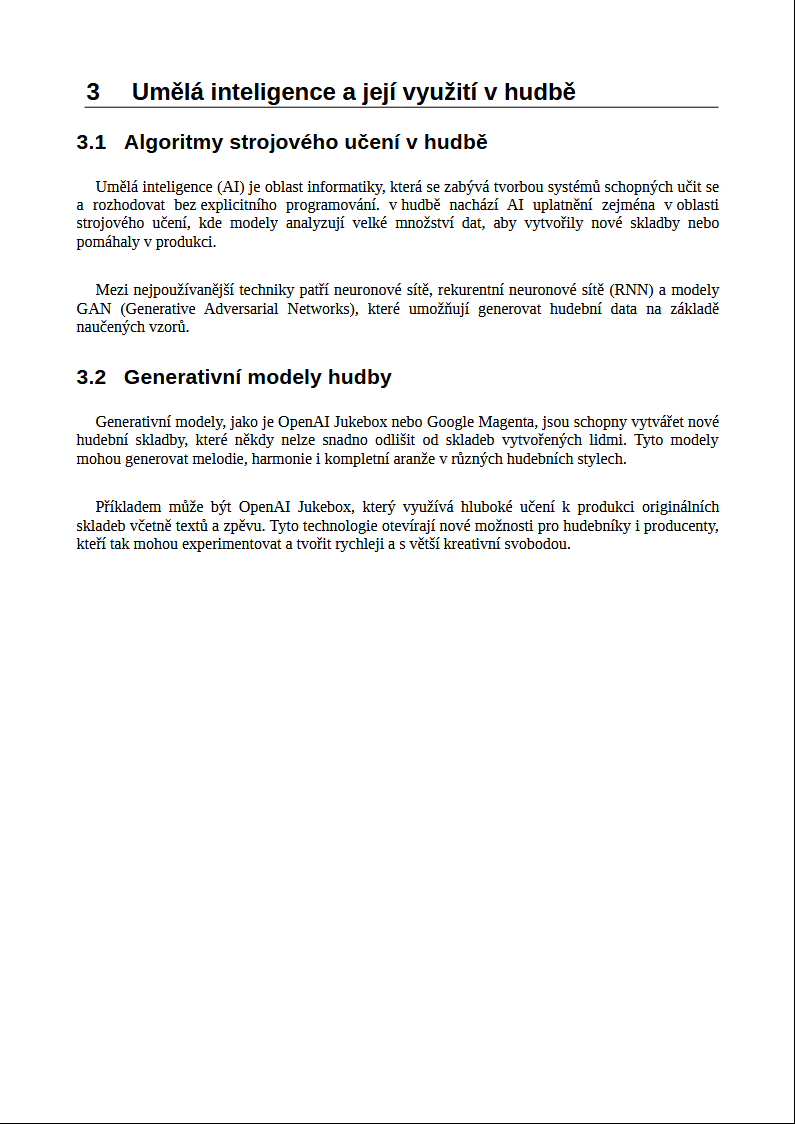 3 Umělá inteligence a její využití v hudbě
3.1 Algoritmy strojového učení v hudbě
Umělá inteligence (AI) je oblast informatiky, která se zabývá tvorbou systémů schopných učit se
a rozhodovat bez explicitního programování. v hudbě nachází AI uplatnění zejména v oblasti
strojového učení, kde modely analyzují velké množství dat, aby vytvořily nové skladby nebo
pomáhaly v produkci.
Mezi nejpoužívanější techniky patří neuronové sítě, rekurentní neuronové sítě (RNN) a modely
GAN (Generative Adversarial Networks), které umožňují generovat hudební data na základě
naučených vzorů.
3.2 Generativní modely hudby
Generativní modely, jako je OpenAI Jukebox nebo Google Magenta, jsou schopny vytvářet nové
hudební skladby, které někdy nelze snadno odlišit od skladeb vytvořených lidmi. Tyto modely
mohou generovat melodie, harmonie i kompletní aranže v různých hudebních stylech.
Příkladem může být OpenAI Jukebox, který využívá hluboké učení k produkci originálních
skladeb včetně textů a zpěvu. Tyto technologie otevírají nové možnosti pro hudebníky i producenty,
kteří tak mohou experimentovat a tvořit rychleji a s větší kreativní svobodou.